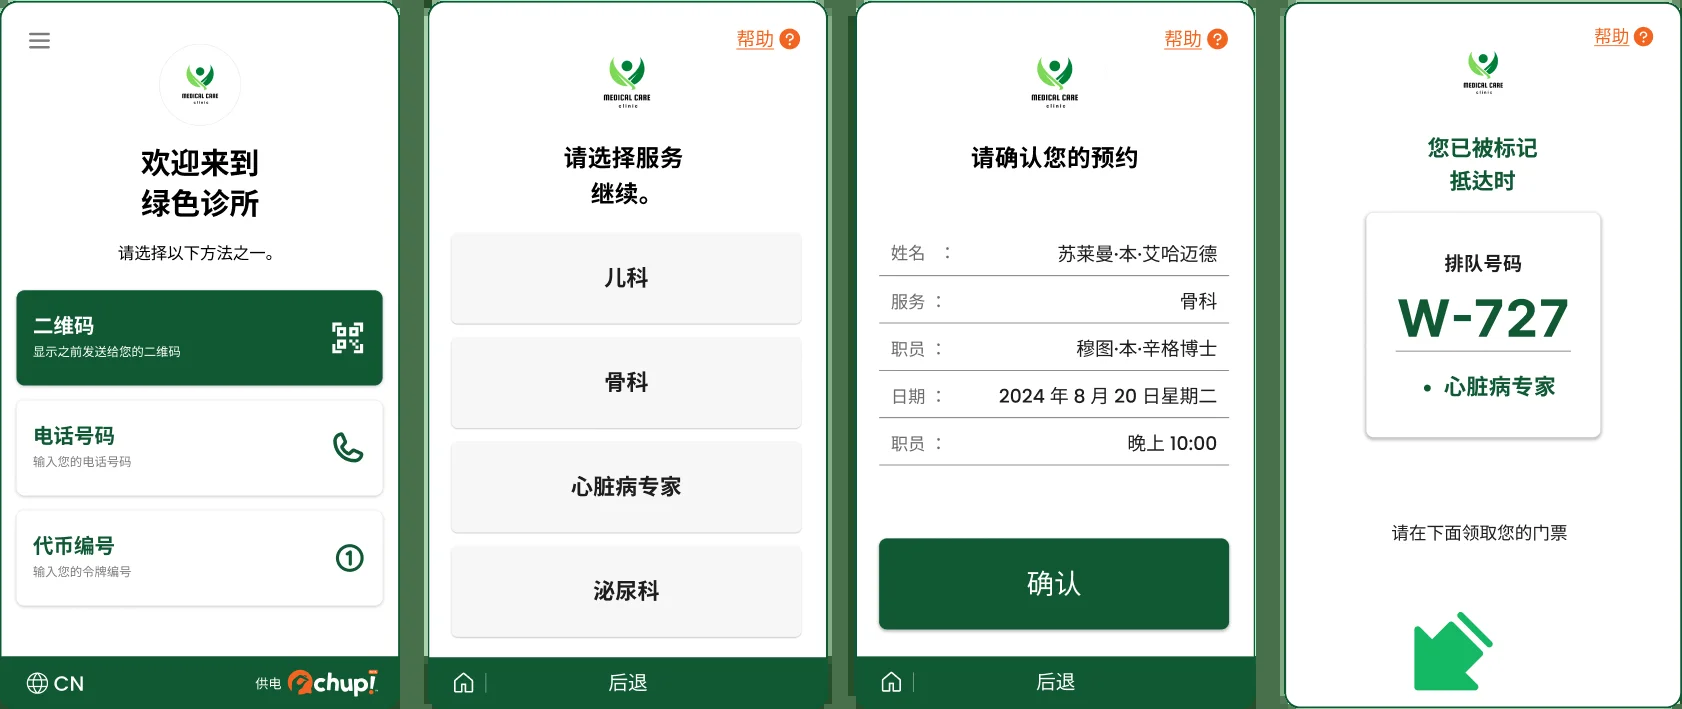 MEDICAL CARE
clinic
欢迎来到
绿色诊所
请选择以下方法之一。
二维码
显示之前发送给您的二维码
电话号码
输入您的电话号码
代币编号
输入您的令牌编号
1
CN
供电 Qchup!
帮助 ?
MEDICAL CARE
clinic
请选择服务
继续。
儿科
骨科
心脏病专家
泌尿科
后退
帮助 ?
MEDICAL CARE
clinic
请确认您的预约
姓名 : 苏莱曼·本·艾哈迈德
服务 : 骨科
职员 : 穆图·本·辛格博士
日期 : 2024 年 8 月 20 日星期二
职员 : 晚上 10:00
确认
后退
帮助 ?
MEDICAL CARE
clinic
您已被标记
抵达时
排队号码
W-727
• 心脏病专家
请在下面领取您的门票